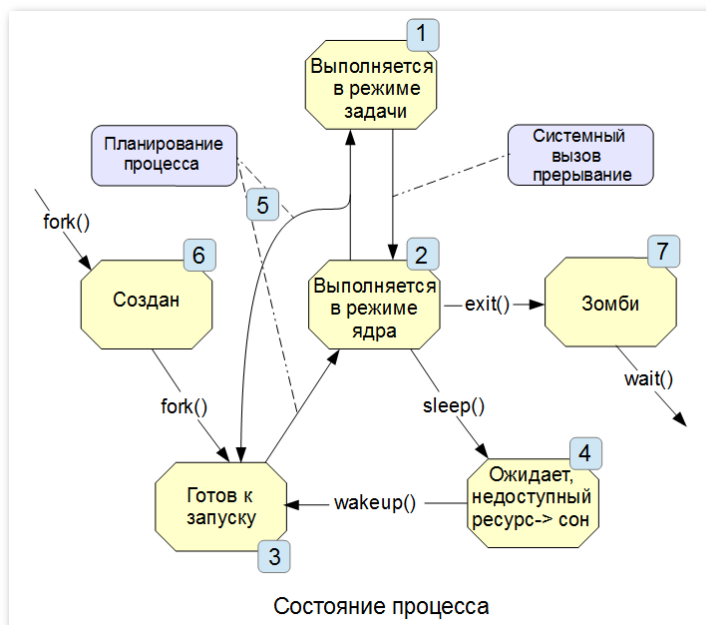 1
Выполняется
в режиме
задачи
Планирование
процесса
Системный
вызов
прерывание
5
fork()
6
Создан
2
Выполняется
в режиме
ядра
exit()
7
Зомби
wait()
fork()
sleep()
4
Ожидает,
недоступный
ресурс-> сон
Готов к
запуску
3
wakeup()
Состояние процесса